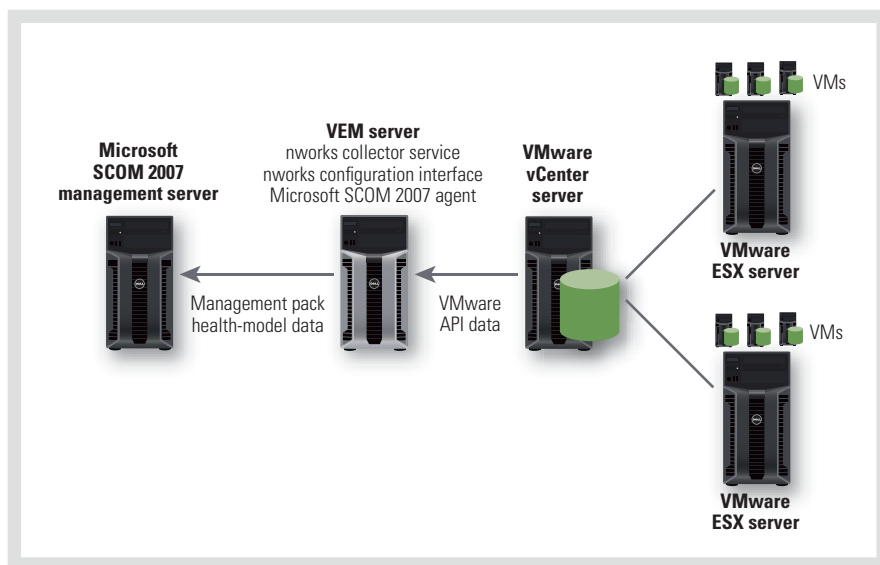 Microsoft
SCOM 2007
management server
VEM server
nworks collector service
nworks configuration interface
Microsoft SCOM 2007 agent
VMware
vCenter
server
Management pack
health-model data
VMware
API data
VMs
VMware
ESX server
VMs
VMware
ESX server